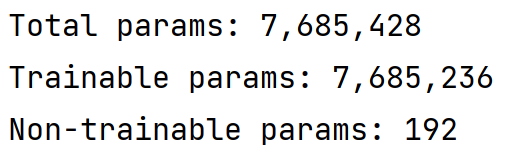 Total params: 7,685,428
Trainable params: 7,685,236
Non-trainable params: 192